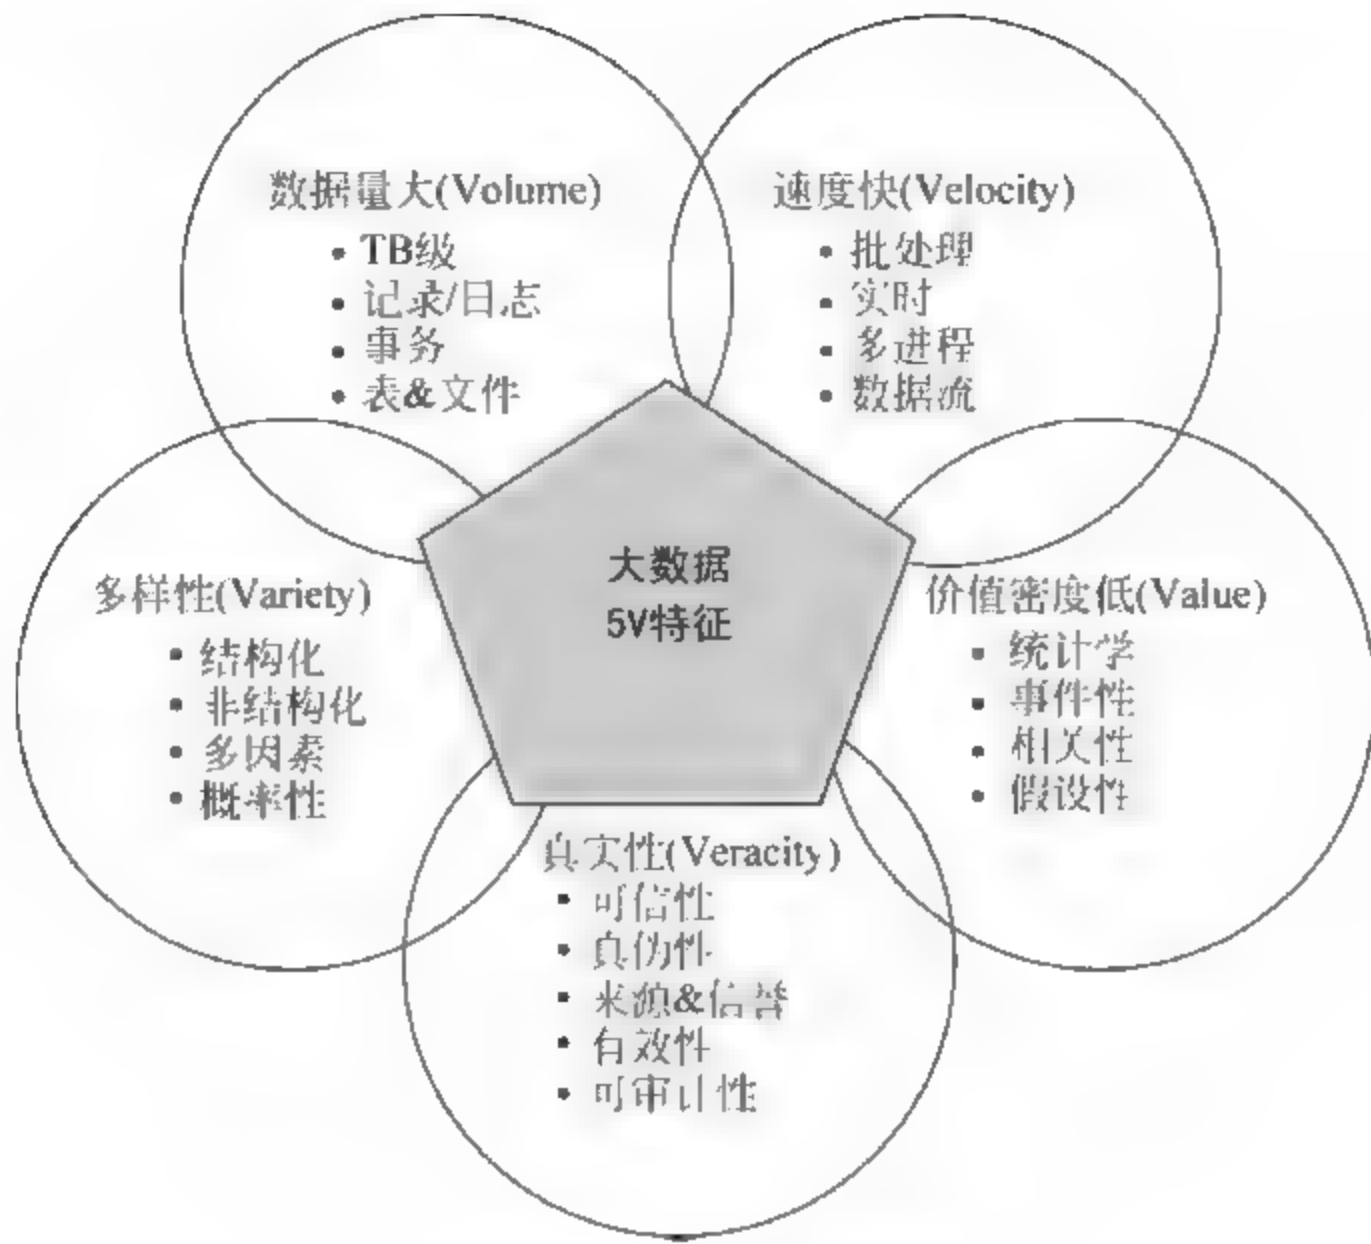 数据量大(Volume)
• TB级
• 记录/日志
• 事务
• 表&文件
速度快(Velocity)
• 批处理
• 实时
• 多进程
• 数据流
大数据
5V特征
多样性(Variety)
• 结构化
• 非结构化
• 多因素
• 概率性
价值密度低(Value)
• 统计学
• 事件性
• 相关性
• 假设性
真实性(Veracity)
• 可信性
• 真伪性
• 来源&信誉
• 有效性
• 可审计性